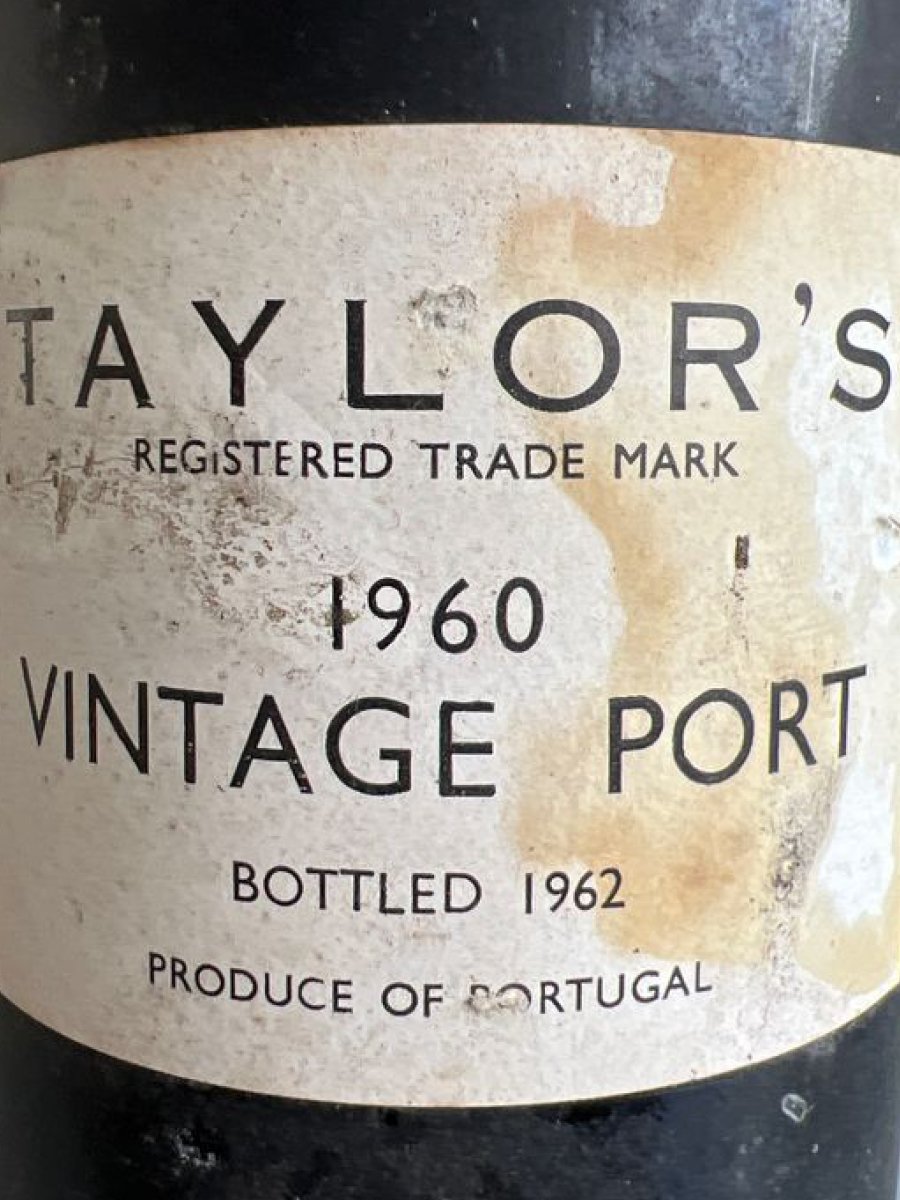 TAYLOR'S
REGISTERED TRADE MARK
1960
VINTAGE PORT
BOTTLED 1962
PRODUCE OF PORTUGAL